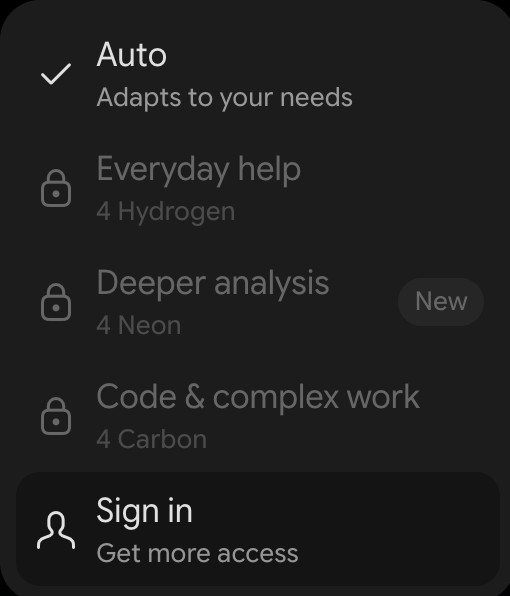 Auto
Adapts to your needs
Everyday help
4 Hydrogen
Deeper analysis
New
4 Neon
Code & complex work
4 Carbon
Sign in
Get more access